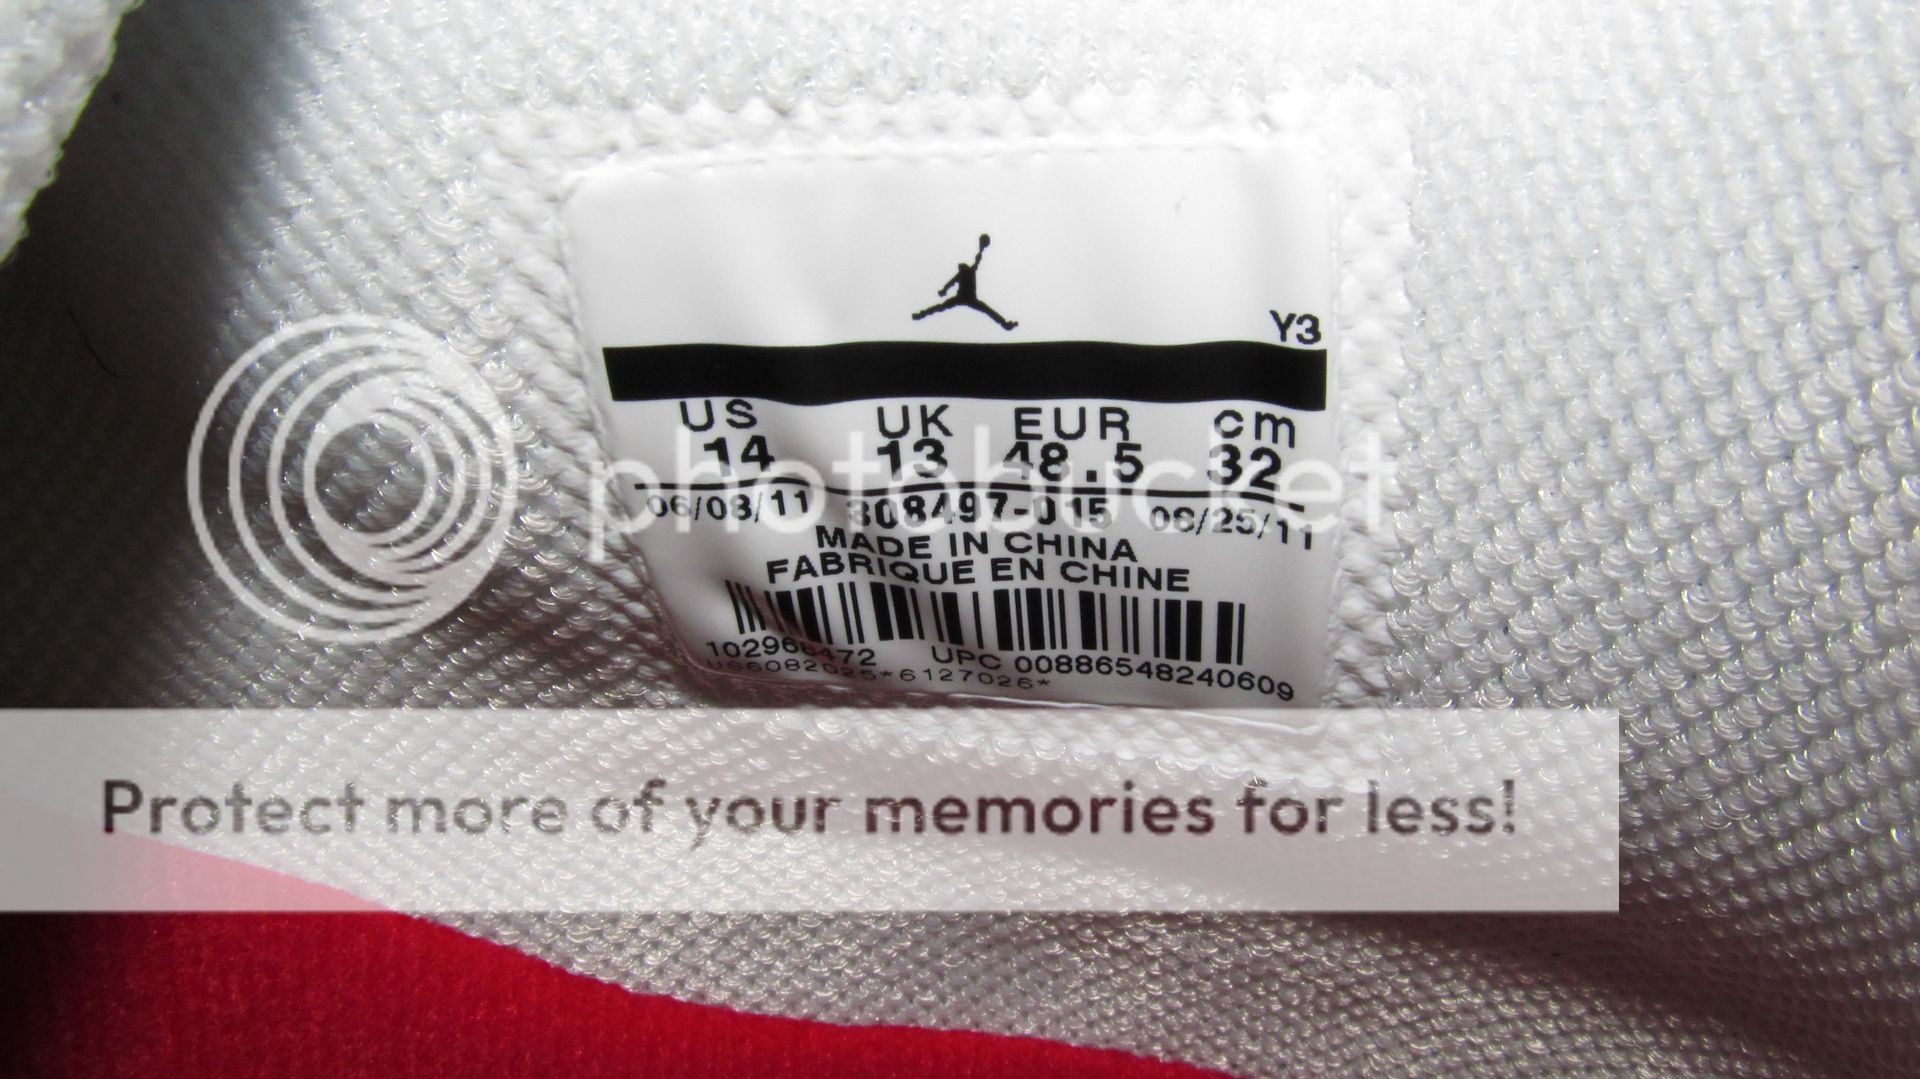 Y3
US UK EUR cm
14 13 48.5 32
06/08/11 308497-015 08/25/11
MADE IN CHINA
FABRIQUE EN CHINE
UPC 00886548240609
photobucket
Protect more of your memories for less!